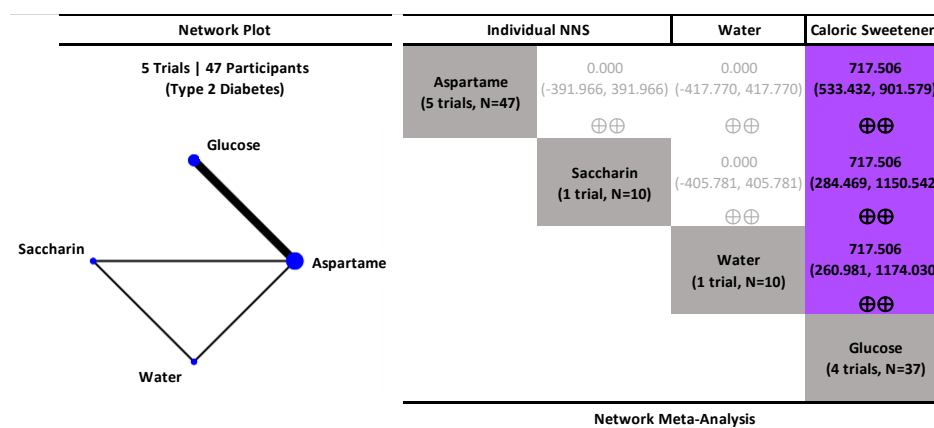 Network Plot
5 Trials | 47 Participants
(Type 2 Diabetes)
Glucose
Saccharin
Aspartame
Water
Individual NNS
Water
Caloric Sweetener
Aspartame
(5 trials, N=47)
0.000
(-391.966, 391.966)
⊕⊕
0.000
(-417.770, 417.770)
⊕⊕
717.506
(533.432, 901.579)
⊕⊕
Saccharin
(1 trial, N=10)
0.000
(-405.781, 405.781)
⊕⊕
717.506
(284.469, 1150.542
⊕⊕
Water
(1 trial, N=10)
717.506
(260.981, 1174.030
⊕⊕
Glucose
(4 trials, N=37)
Network Meta-Analysis